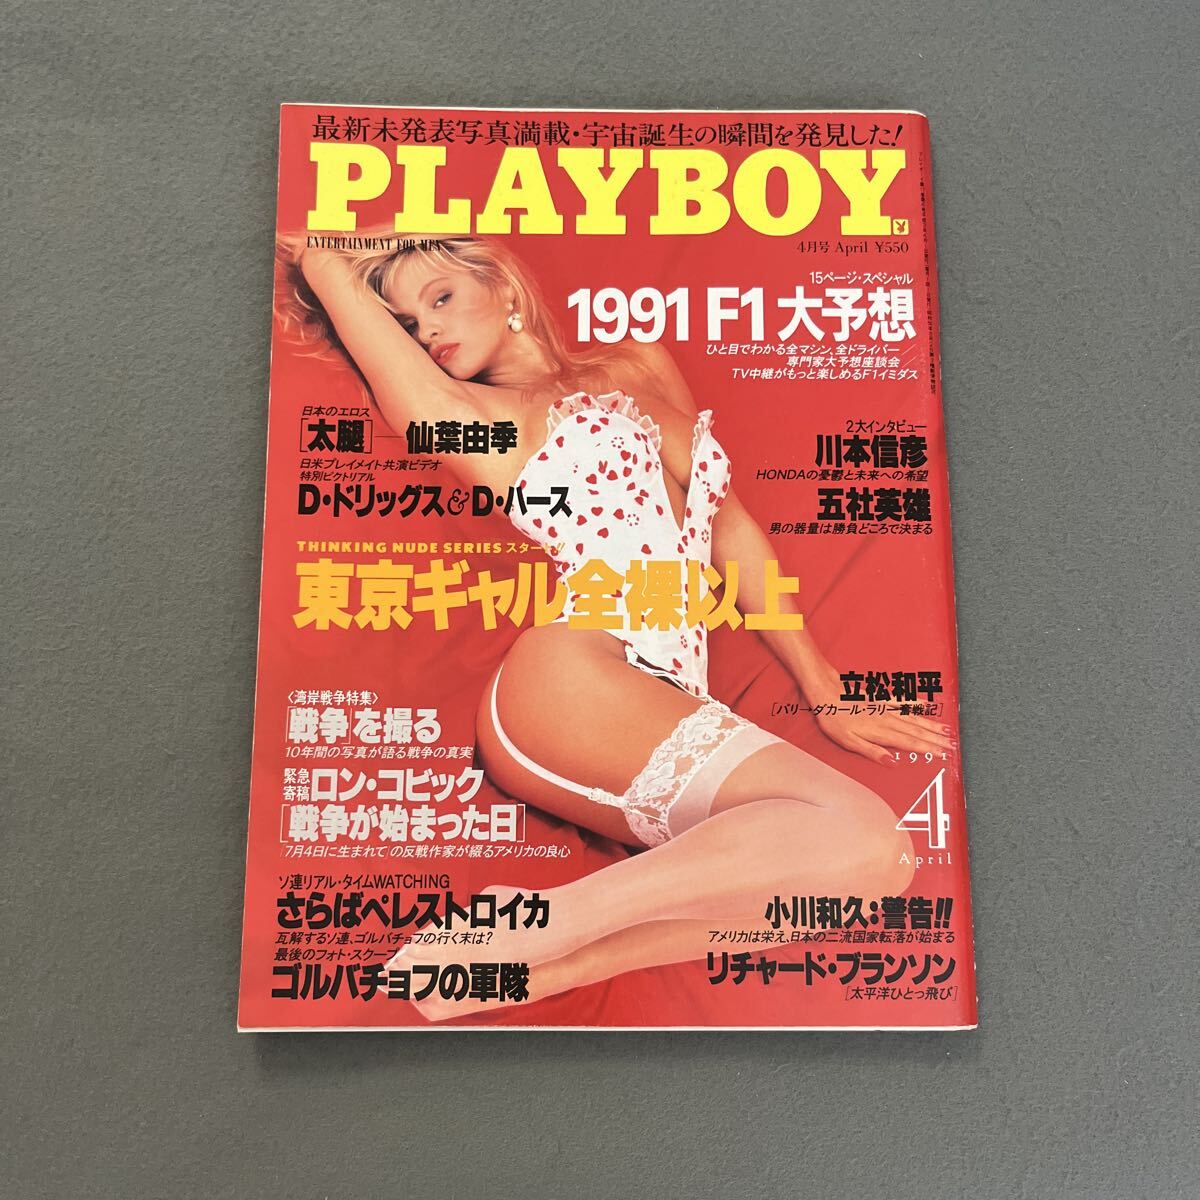 最新未発表写真満載・宇宙誕生の瞬間を発見した!
PLAYBOY
ENTERTAINMENT FOR MEN
4月号 April ¥550
15ページ・スペシャル
1991 F1 大予想
ひと目でわかる全マシン、全ドライバー
専門家大予想座談会
TV中継がもっと楽しめるF1イミダス
日本のエロス
[太腿]—仙葉由季
日米プレイメイト共演ビデオ
特別ピクトリアル
D・ドリッグス&D・ハース
2大インタビュー
川本信彦
HONDAの憂鬱と未来への希望
五社英雄
男の器量は勝負どころで決まる
THINKING NUDE SERIES スタート!!
東京ギャル全裸以上
立松和平
[パリ→ダカール・ラリー奮戦記]
〈湾岸戦争特集〉
「戦争」を撮る
10年間の写真が語る戦争の真実
緊急寄稿 ロン・コビック
[戦争が始まった日]
「7月4日に生まれて」の反戦作家が綴るアメリカの良心
1991
4
April
ソ連リアル・タイムWATCHING
さらばペレストロイカ
瓦解するソ連、ゴルバチョフの行く末は?
最後のフォト・スクープ
ゴルバチョフの軍隊
小川和久:警告!!
アメリカは栄え、日本の二流国家転落が始まる
リチャード・ブランソン
[太平洋ひとっ飛び]